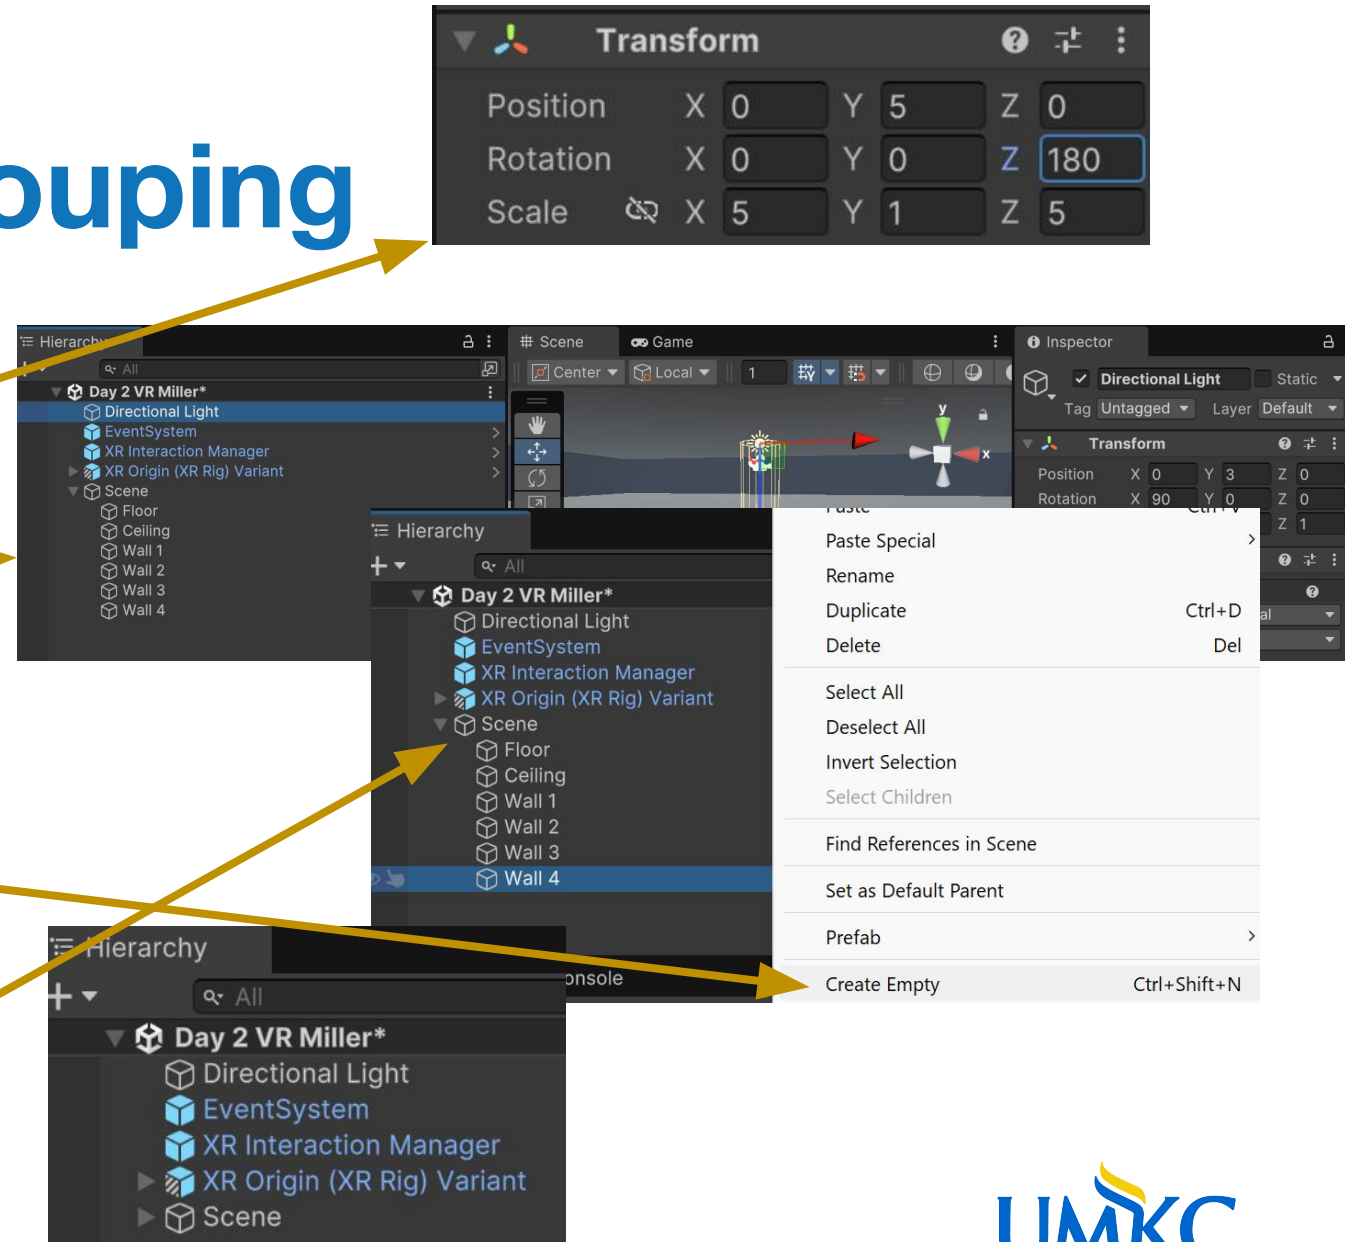 Transform
Position X 0 Y 5 Z 0
Rotation X 0 Y 0 Z 180
Scale X 5 Y 1 Z 5
ouping
Hierarchy
All
Day 2 VR Miller*
Directional Light
EventSystem
XR Interaction Manager
XR Origin (XR Rig) Variant
Scene
Floor
Ceiling
Wall 1
Wall 2
Wall 3
Wall 4
Scene Game
Center Local 1
y
x
Inspector
Directional Light Static
Tag Untagged Layer Default
Transform
Position X 0 Y 3 Z 0
Rotation X 90 Y 0 Z 0
Z 1
al
Hierarchy
All
Day 2 VR Miller*
Directional Light
EventSystem
XR Interaction Manager
XR Origin (XR Rig) Variant
Scene
Floor
Ceiling
Wall 1
Wall 2
Wall 3
Wall 4
onsole
Paste Ctrl+V
Paste Special
Rename
Duplicate Ctrl+D
Delete Del
Select All
Deselect All
Invert Selection
Select Children
Find References in Scene
Set as Default Parent
Prefab
Create Empty Ctrl+Shift+N
Hierarchy
All
Day 2 VR Miller*
Directional Light
EventSystem
XR Interaction Manager
XR Origin (XR Rig) Variant
Scene
UMKC